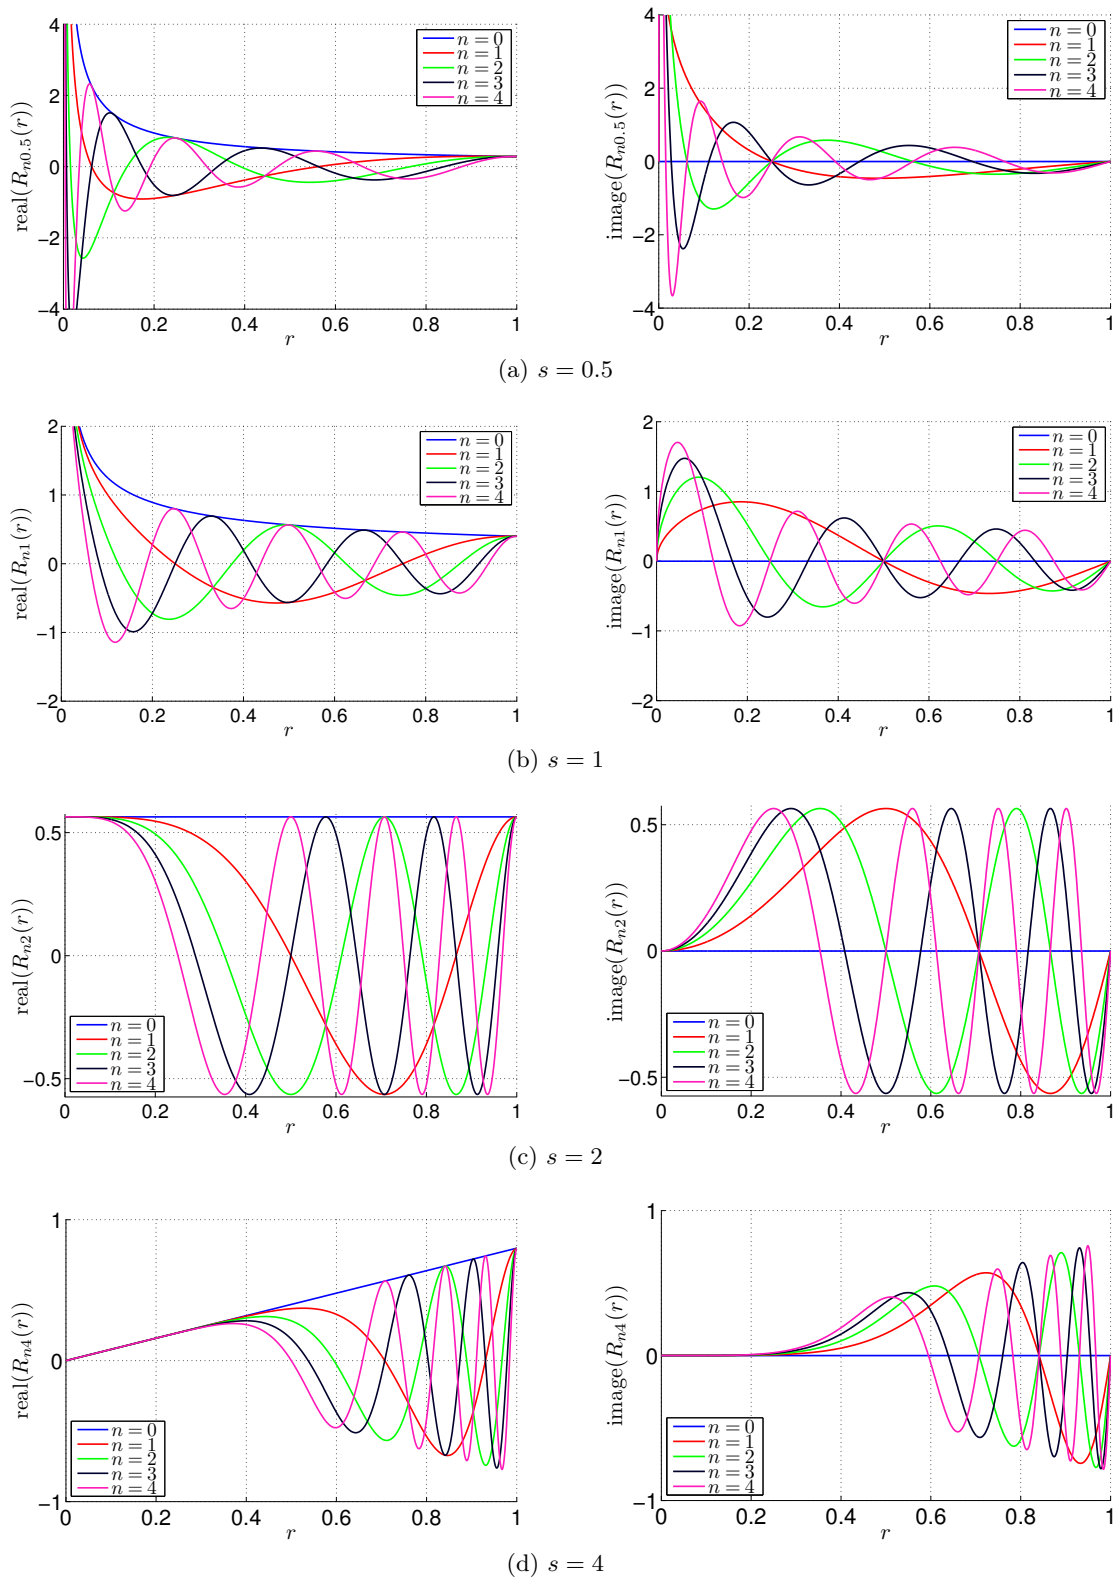 real(R_{n0.5}(r))
4
2
0
−2
−4
0
0.2
0.4
0.6
0.8
1
r
n = 0
n = 1
n = 2
n = 3
n = 4
image(R_{n0.5}(r))
4
2
0
−2
−4
0
0.2
0.4
0.6
0.8
1
r
n = 0
n = 1
n = 2
n = 3
n = 4
(a) s = 0.5
real(R_{n1}(r))
2
1
0
−1
−2
0
0.2
0.4
0.6
0.8
1
r
n = 0
n = 1
n = 2
n = 3
n = 4
image(R_{n1}(r))
2
1
0
−1
−2
0
0.2
0.4
0.6
0.8
1
r
n = 0
n = 1
n = 2
n = 3
n = 4
(b) s = 1
real(R_{n2}(r))
0.5
0
−0.5
0
0.2
0.4
0.6
0.8
1
r
n = 0
n = 1
n = 2
n = 3
n = 4
image(R_{n2}(r))
0.5
0
−0.5
0
0.2
0.4
0.6
0.8
1
r
n = 0
n = 1
n = 2
n = 3
n = 4
(c) s = 2
real(R_{n4}(r))
1
0
−1
0
0.2
0.4
0.6
0.8
1
r
n = 0
n = 1
n = 2
n = 3
n = 4
image(R_{n4}(r))
1
0
−1
0
0.2
0.4
0.6
0.8
1
r
n = 0
n = 1
n = 2
n = 3
n = 4
(d) s = 4